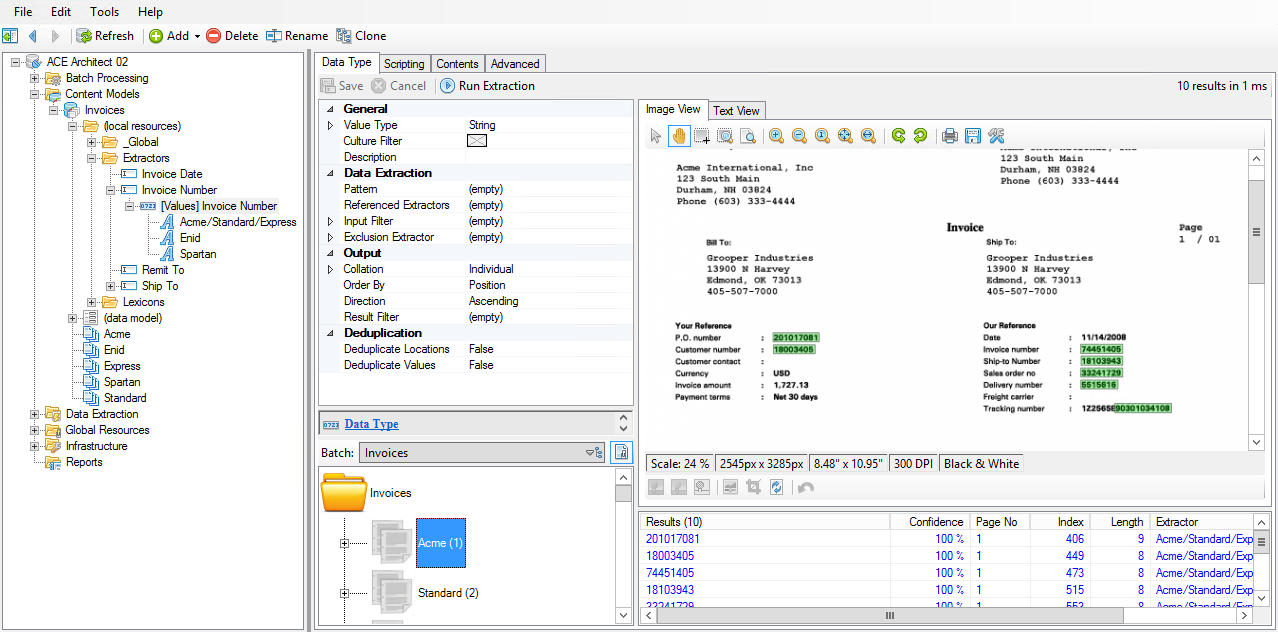 File Edit Tools Help
Refresh Add Delete Rename Clone
ACE Architect 02
Batch Processing
Content Models
Invoices
(local resources)
_Global
Extractors
Invoice Date
Invoice Number
[Values] Invoice Number
Acme/Standard/Express
Enid
Spartan
Remit To
Ship To
Lexicons
(data model)
Acme
Enid
Express
Spartan
Standard
Data Extraction
Global Resources
Infrastructure
Reports
Data Type Scripting Contents Advanced
Save Cancel Run Extraction 10 results in 1 ms
General
Value Type String
Culture Filter
Description
Data Extraction
Pattern (empty)
Referenced Extractors (empty)
Input Filter (empty)
Exclusion Extractor (empty)
Output
Collation Individual
Order By Position
Direction Ascending
Result Filter (empty)
Deduplication
Deduplicate Locations False
Deduplicate Values False
Data Type
Batch: Invoices
Invoices
Acme (1)
Standard (2)
Image View Text View
Acme International, Inc 123 South Main
123 South Main Durham, NH 03824
Durham, NH 03824 Phone (603) 333-4444
Phone (603) 333-4444
Invoice Page
1 / 01
Bill To: Ship To:
Grooper Industries Grooper Industries
13900 N Harvey 13900 N Harvey
Edmond, OK 73013 Edmond, OK 73013
405-507-7000 405-507-7000
Your Reference Our Reference
P.O. number : 201017081 Date : 11/14/2008
Customer number : 18003405 Invoice number : 74451405
Customer contact : Ship-to Number : 18103943
Currency : USD Sales order no : 33241729
Invoice amount : 1,727.13 Delivery number : 5515616
Payment terms : Net 30 days Freight carrier :
Tracking number : 1Z2565E90301034108
Scale: 24 % 2545px x 3285px 8.48" x 10.95" 300 DPI Black & White
Results (10) Confidence Page No Index Length Extractor
201017081 100 % 1 406 9 Acme/Standard/Exp
18003405 100 % 1 449 8 Acme/Standard/Exp
74451405 100 % 1 473 8 Acme/Standard/Exp
18103943 100 % 1 515 8 Acme/Standard/Exp
33241729 100 % 1 552 8 Acme/Standard/Exp